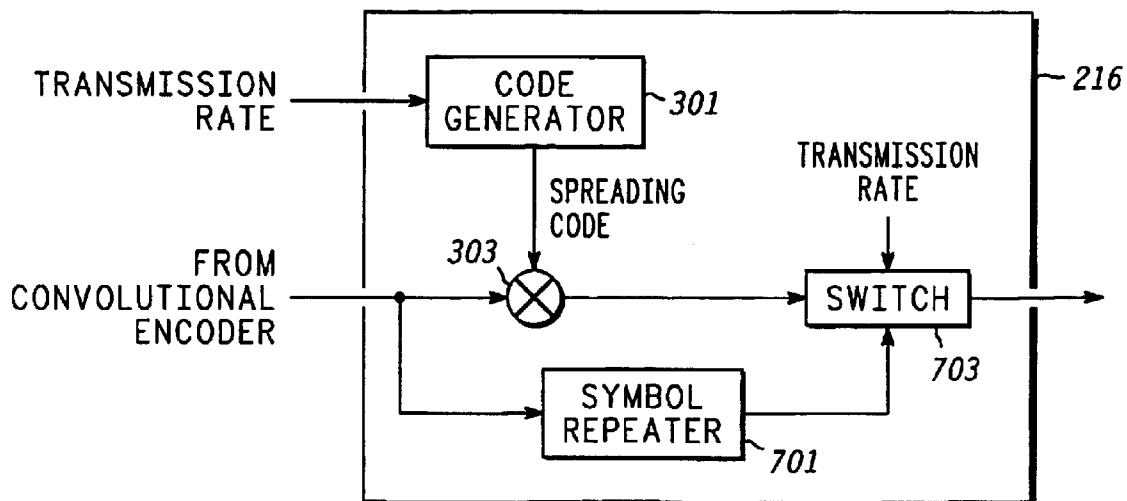 TRANSMISSION
RATE
CODE
GENERATOR
301
216
SPREADING
CODE
TRANSMISSION
RATE
FROM
CONVOLUTIONAL
ENCODER
303
SWITCH
703
SYMBOL
REPEATER
701